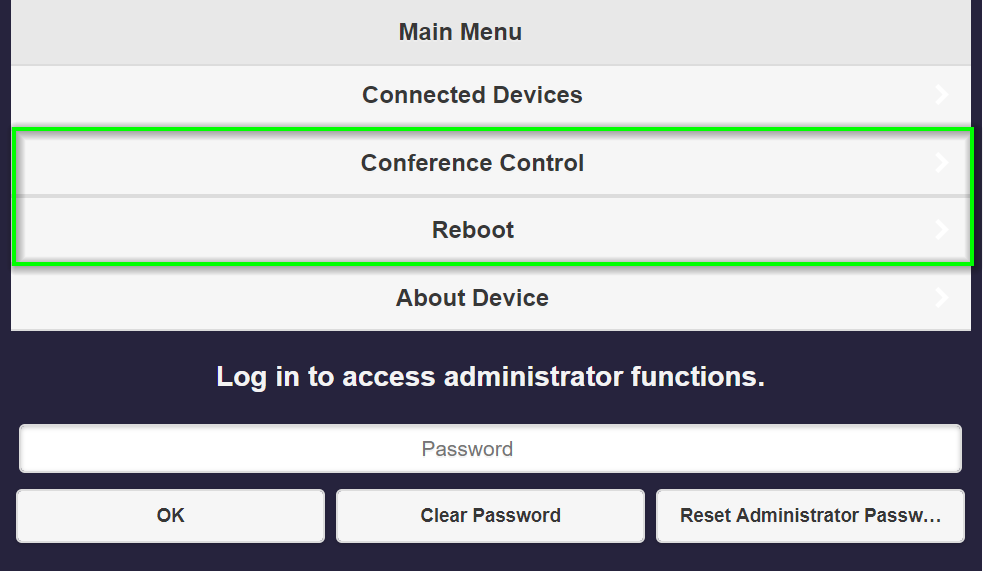 Main Menu
Connected Devices
Conference Control
Reboot
About Device
Log in to access administrator functions.
Password
OK
Clear Password
Reset Administrator Passw…